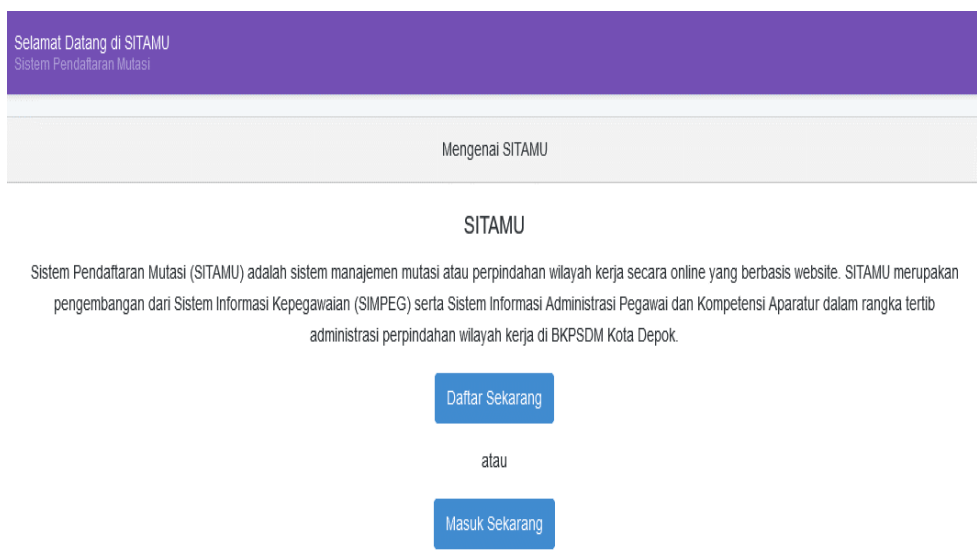 Selamat Datang di SITAMU
Sistem Pendaftaran Mutasi
Mengenai SITAMU
SITAMU
Sistem Pendaftaran Mutasi (SITAMU) adalah sistem manajemen mutasi atau perpindahan wilayah kerja secara online yang berbasis website. SITAMU merupakan
pengembangan dari Sistem Informasi Kepegawaian (SIMPEG) serta Sistem Informasi Administrasi Pegawai dan Kompetensi Aparatur dalam rangka tertib
administrasi perpindahan wilayah kerja di BKPSDM Kota Depok.
Daftar Sekarang
atau
Masuk Sekarang